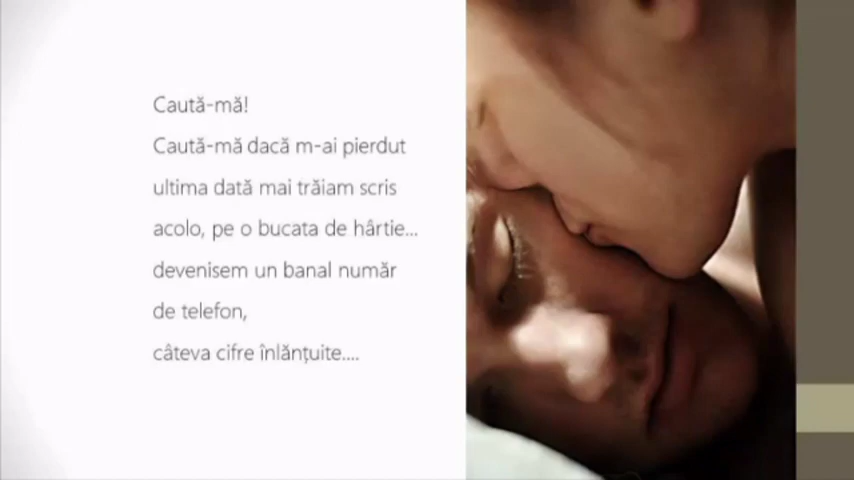 Caută-mă!
Caută-mă dacă m-ai pierdut
ultima dată mai trăiam scris
acolo, pe o bucata de hârtie...
devenisem un banal număr
de telefon,
câteva cifre înlănțuite....